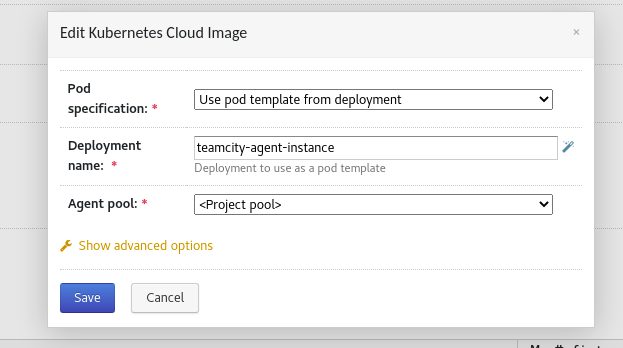 Edit Kubernetes Cloud Image
×
Pod
specification: *
Use pod template from deployment
Deployment
name: *
teamcity-agent-instance
Deployment to use as a pod template
Agent pool: *
<Project pool>
Show advanced options
Save
Cancel